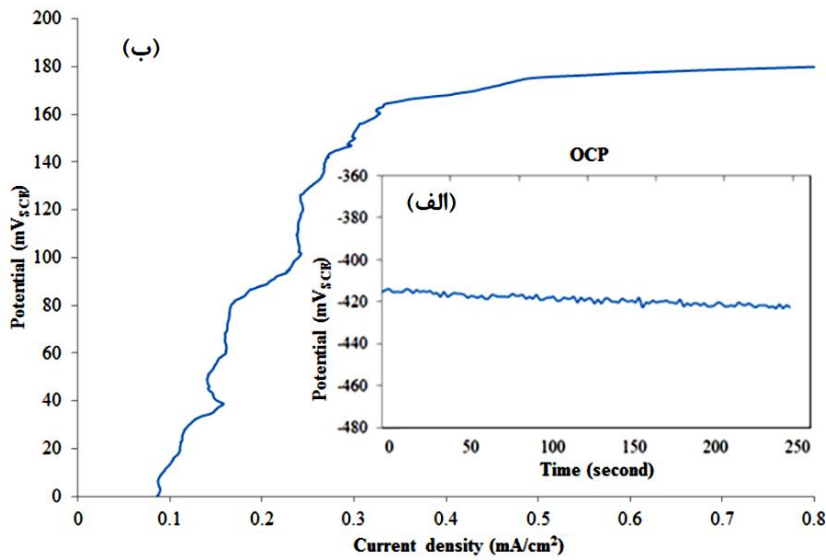 200
(ب)
180
160
140
120
100
80
60
40
20
0
Potential (mV_SCE)
0 0.1 0.2 0.3 0.4 0.5 0.6 0.7 0.8
Current density (mA/cm²)
OCP
(الف)
-360
-380
-400
-420
-440
-460
-480
Potential (mV_SCE)
0 50 100 150 200 250
Time (second)